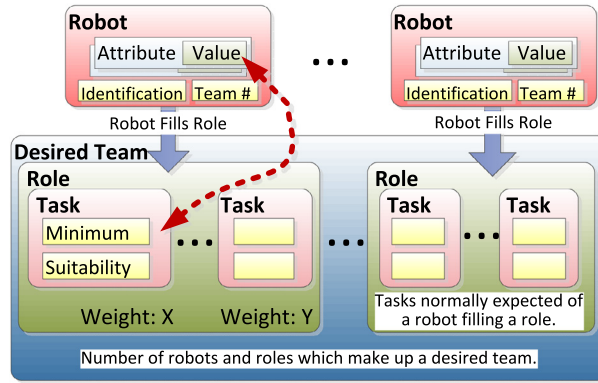 Robot
Attribute Value
Identification Team #
Robot Fills Role
...
Robot
Attribute Value
Identification Team #
Robot Fills Role
Desired Team
Role
Task
Minimum
Suitability
...
Task
Weight: X Weight: Y
...
Role
Task
...
Task
Tasks normally expected of
a robot filling a role.
Number of robots and roles which make up a desired team.